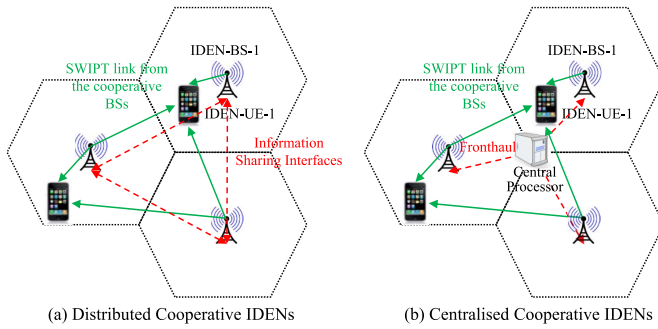 IDEN-BS-1
SWIPT link from
the cooperative
BSs
IDEN-UE-1
Information
Sharing Interfaces
(a) Distributed Cooperative IDENs
IDEN-BS-1
SWIPT link from
the cooperative
BSs
IDEN-UE-1
Fronthaul
Central
Processor
(b) Centralised Cooperative IDENs